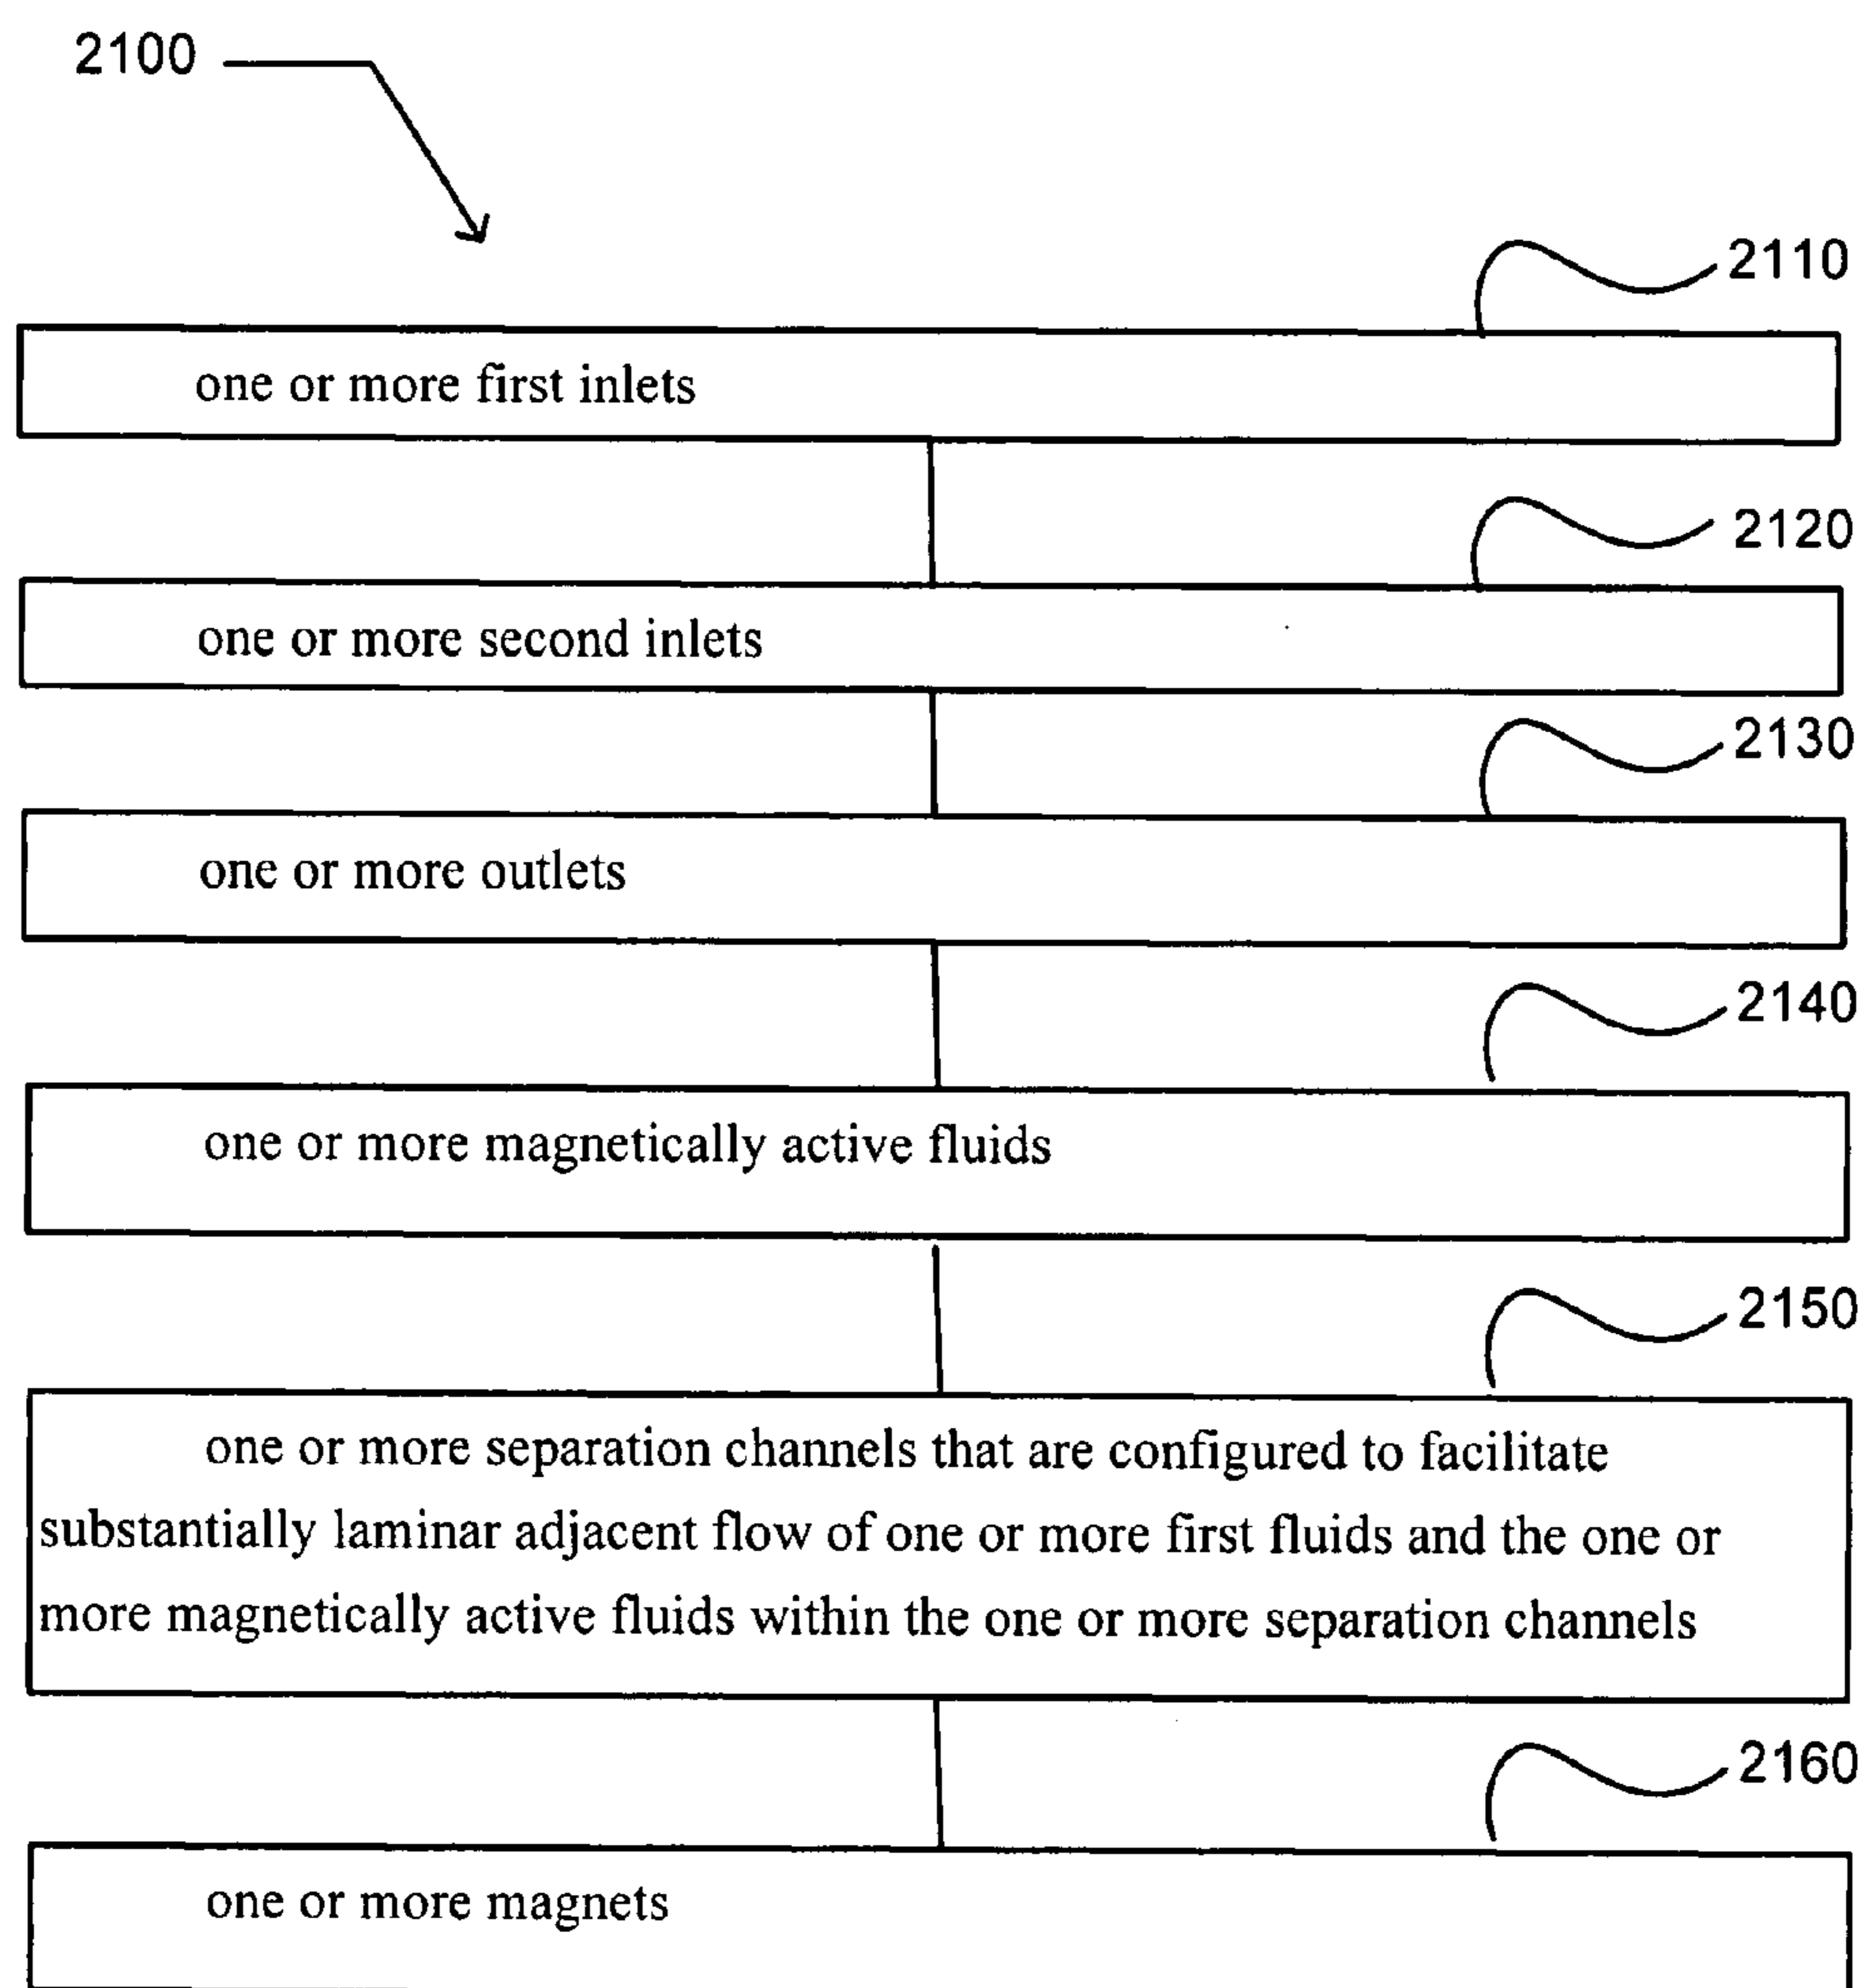 2100
2110
one or more first inlets
2120
one or more second inlets
2130
one or more outlets
2140
one or more magnetically active fluids
2150
one or more separation channels that are configured to facilitate
substantially laminar adjacent flow of one or more first fluids and the one or
more magnetically active fluids within the one or more separation channels
2160
one or more magnets